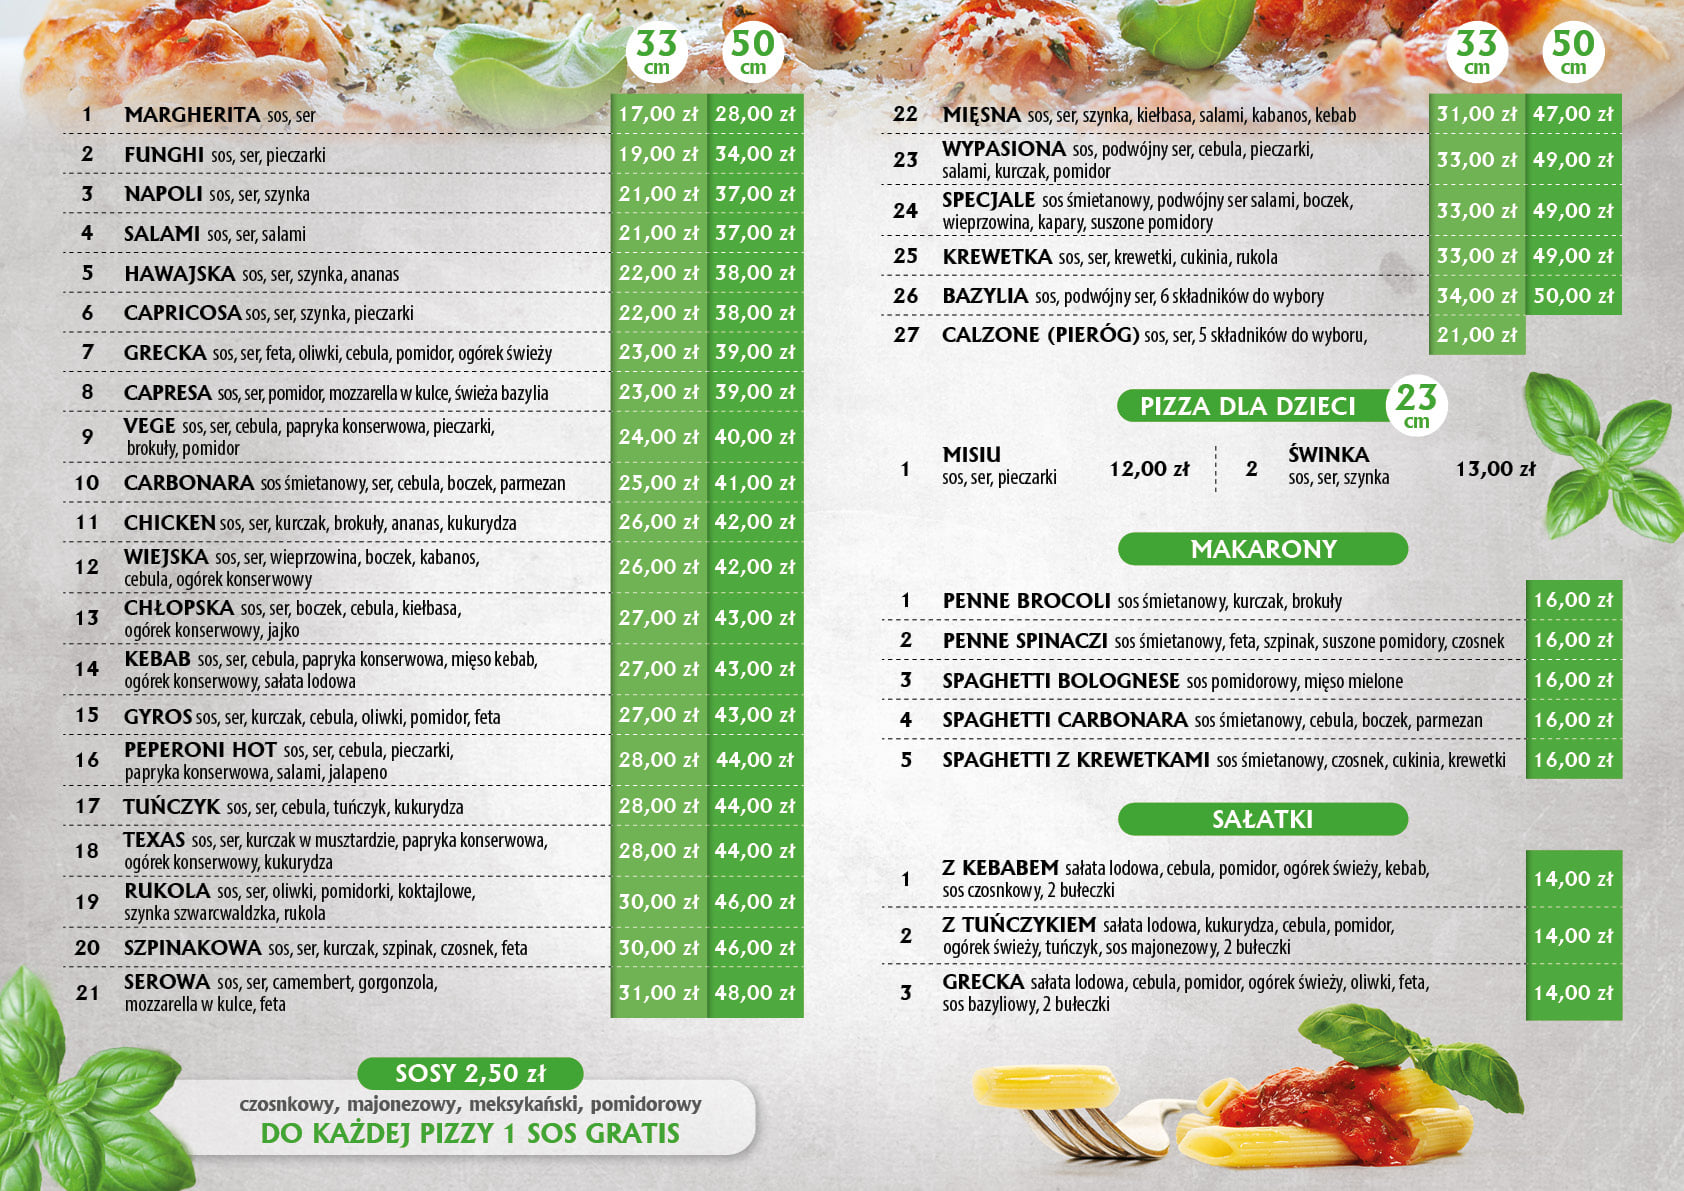 33 cm 50 cm
1 MARGHERITA sos, ser 17,00 zł 28,00 zł
2 FUNGHI sos, ser, pieczarki 19,00 zł 34,00 zł
3 NAPOLI sos, ser, szynka 21,00 zł 37,00 zł
4 SALAMI sos, ser, salami 21,00 zł 37,00 zł
5 HAWAJSKA sos, ser, szynka, ananas 22,00 zł 38,00 zł
6 CAPRICOSA sos, ser, szynka, pieczarki 22,00 zł 38,00 zł
7 GRECKA sos, ser, feta, oliwki, cebula, pomidor, ogórek świeży 23,00 zł 39,00 zł
8 CAPRESA sos, ser, pomidor, mozzarella w kulce, świeża bazylia 23,00 zł 39,00 zł
9 VEGE sos, ser, cebula, papryka konserwowa, pieczarki,
brokuły, pomidor 24,00 zł 40,00 zł
10 CARBONARA sos śmietanowy, ser, cebula, boczek, parmezan 25,00 zł 41,00 zł
11 CHICKEN sos, ser, kurczak, brokuły, ananas, kukurydza 26,00 zł 42,00 zł
12 WIEJSKA sos, ser, wieprzowina, boczek, kabanos,
cebula, ogórek konserwowy 26,00 zł 42,00 zł
13 CHŁOPSKA sos, ser, boczek, cebula, kiełbasa,
ogórek konserwowy, jajko 27,00 zł 43,00 zł
14 KEBAB sos, ser, cebula, papryka konserwowa, mięso kebab,
ogórek konserwowy, sałata lodowa 27,00 zł 43,00 zł
15 GYROS sos, ser, kurczak, cebula, oliwki, pomidor, feta 27,00 zł 43,00 zł
16 PEPERONI HOT sos, ser, cebula, pieczarki,
papryka konserwowa, salami, jalapeno 28,00 zł 44,00 zł
17 TUŃCZYK sos, ser, cebula, tuńczyk, kukurydza 28,00 zł 44,00 zł
18 TEXAS sos, ser, kurczak w musztardzie, papryka konserwowa,
ogórek konserwowy, kukurydza 28,00 zł 44,00 zł
19 RUKOLA sos, ser, oliwki, pomidorki, koktajlowe,
szynka szwarcwaldzka, rukola 30,00 zł 46,00 zł
20 SZPINAKOWA sos, ser, kurczak, szpinak, czosnek, feta 30,00 zł 46,00 zł
21 SEROWA sos, ser, camembert, gorgonzola,
mozzarella w kulce, feta 31,00 zł 48,00 zł
SOSY 2,50 zł
czosnkowy, majonezowy, meksykański, pomidorowy
DO KAŻDEJ PIZZY 1 SOS GRATIS
33 cm 50 cm
22 MIĘSNA sos, ser, szynka, kiełbasa, salami, kabanos, kebab 31,00 zł 47,00 zł
23 WYPASIONA sos, podwójny ser, cebula, pieczarki,
salami, kurczak, pomidor 33,00 zł 49,00 zł
24 SPECJALE sos śmietanowy, podwójny ser salami, boczek,
wieprzowina, kapary, suszone pomidory 33,00 zł 49,00 zł
25 KREWETKA sos, ser, krewetki, cukinia, rukola 33,00 zł 49,00 zł
26 BAZYLIA sos, podwójny ser, 6 składników do wybory 34,00 zł 50,00 zł
27 CALZONE (PIERÓG) sos, ser, 5 składników do wyboru, 21,00 zł
PIZZA DLA DZIECI 23 cm
1 MISIU
sos, ser, pieczarki 12,00 zł
2 ŚWINKA
sos, ser, szynka 13,00 zł
MAKARONY
1 PENNE BROCOLI sos śmietanowy, kurczak, brokuły 16,00 zł
2 PENNE SPINACZI sos śmietanowy, feta, szpinak, suszone pomidory, czosnek 16,00 zł
3 SPAGHETTI BOLOGNESE sos pomidorowy, mięso mielone 16,00 zł
4 SPAGHETTI CARBONARA sos śmietanowy, cebula, boczek, parmezan 16,00 zł
5 SPAGHETTI Z KREWETKAMI sos śmietanowy, czosnek, cukinia, krewetki 16,00 zł
SAŁATKI
1 Z KEBABEM sałata lodowa, cebula, pomidor, ogórek świeży, kebab,
sos czosnkowy, 2 bułeczki 14,00 zł
2 Z TUŃCZYKIEM sałata lodowa, kukurydza, cebula, pomidor,
ogórek świeży, tuńczyk, sos majonezowy, 2 bułeczki 14,00 zł
3 GRECKA sałata lodowa, cebula, pomidor, ogórek świeży, oliwki, feta,
sos bazyliowy, 2 bułeczki 14,00 zł